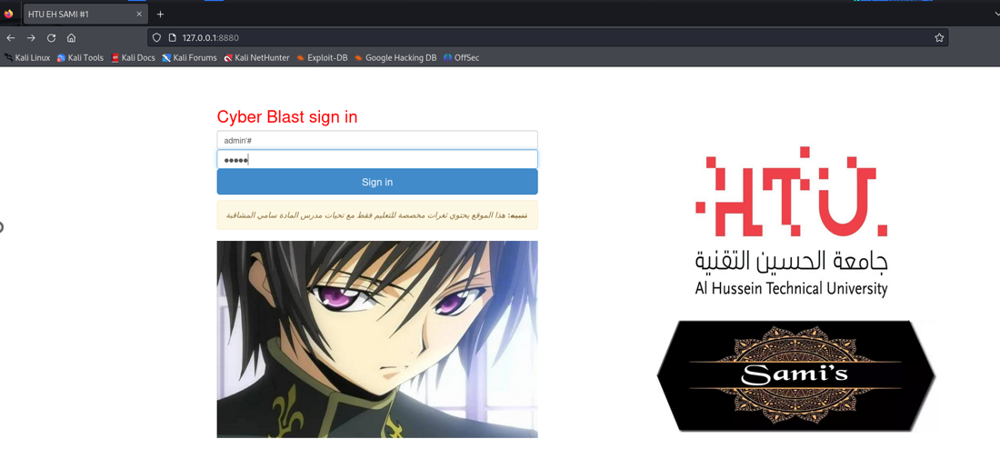 HTU EH SAMI #1
127.0.0.1:8880
Kali Linux Kali Tools Kali Docs Kali Forums Kali NetHunter Exploit-DB Google Hacking DB OffSec
Cyber Blast sign in
admin'#
Sign in
تنبيه: هذا الموقع يحتوي ثغرات مخصصة للتعليم فقط مع تحيات مدرس المادة سامي المشاقبة
HTU
جامعة الحسين التقنية
Al Hussein Technical University
Sami's